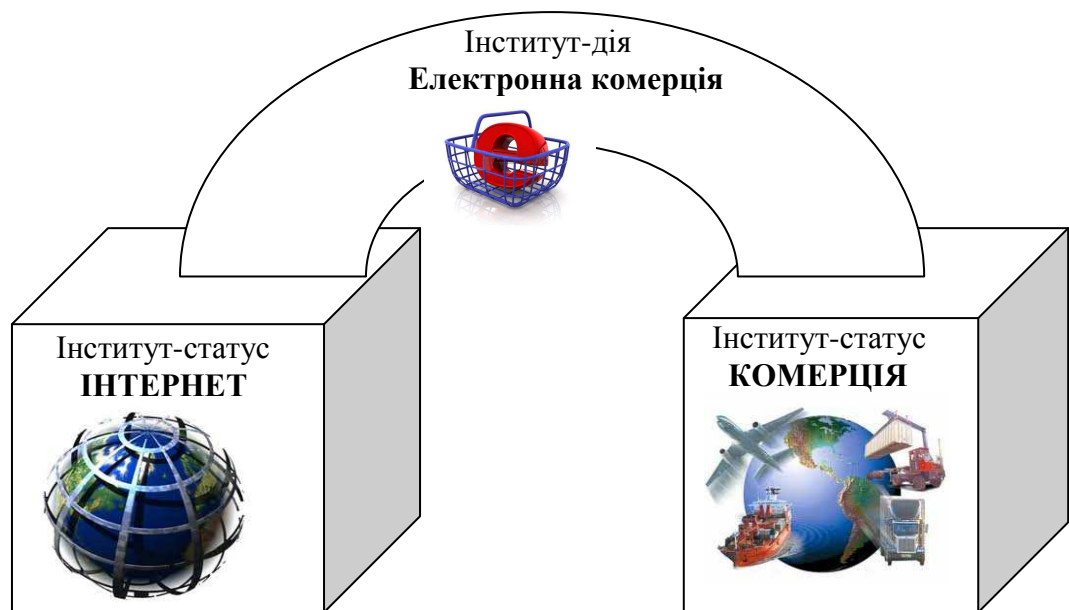 Інститут-дія
Електронна комерція
Інститут-статус
ІНТЕРНЕТ
Інститут-статус
КОМЕРЦІЯ